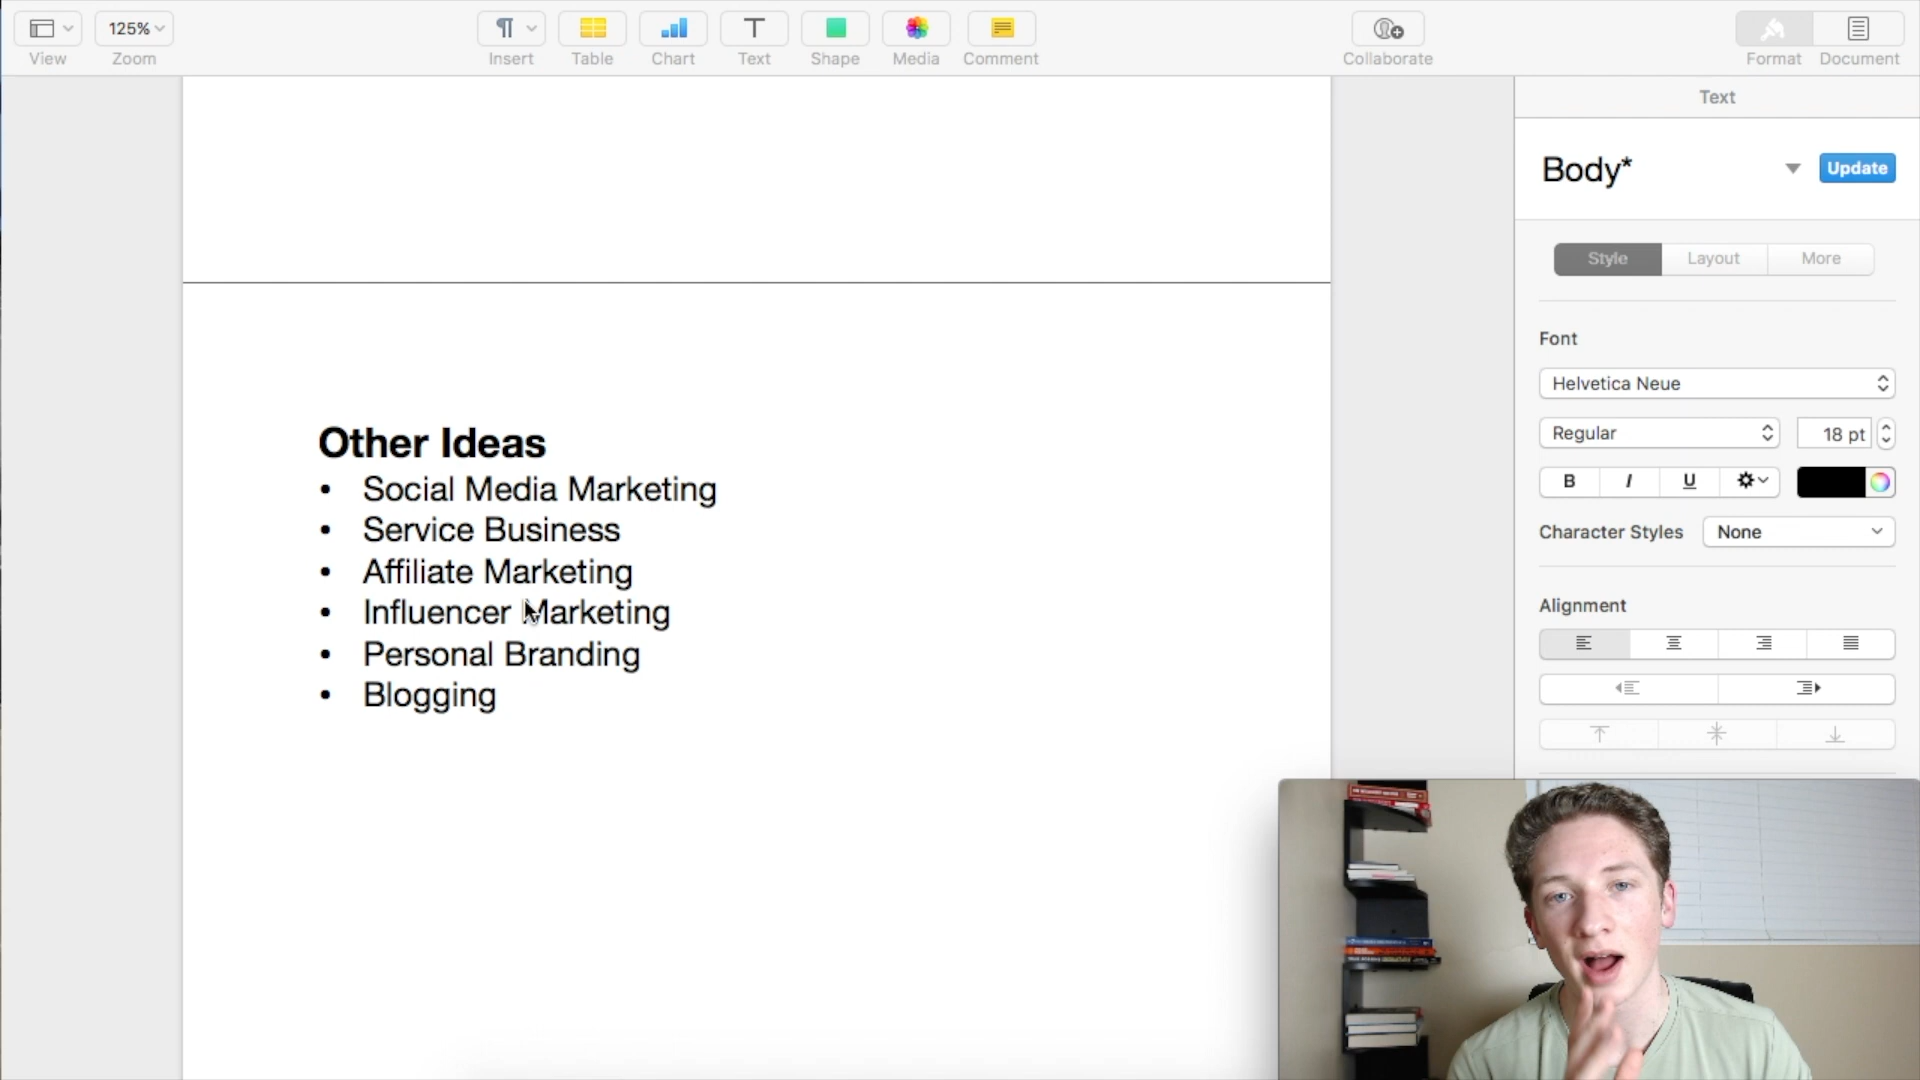 125%
View
Zoom
Insert
Table
Chart
Text
Shape
Media
Comment
Collaborate
Format
Document
Text
Body*
Update
Style
Layout
More
Font
Helvetica Neue
Regular
18 pt
B
I
U
Character Styles
None
Alignment
Other Ideas
• Social Media Marketing
• Service Business
• Affiliate Marketing
• Influencer Marketing
• Personal Branding
• Blogging